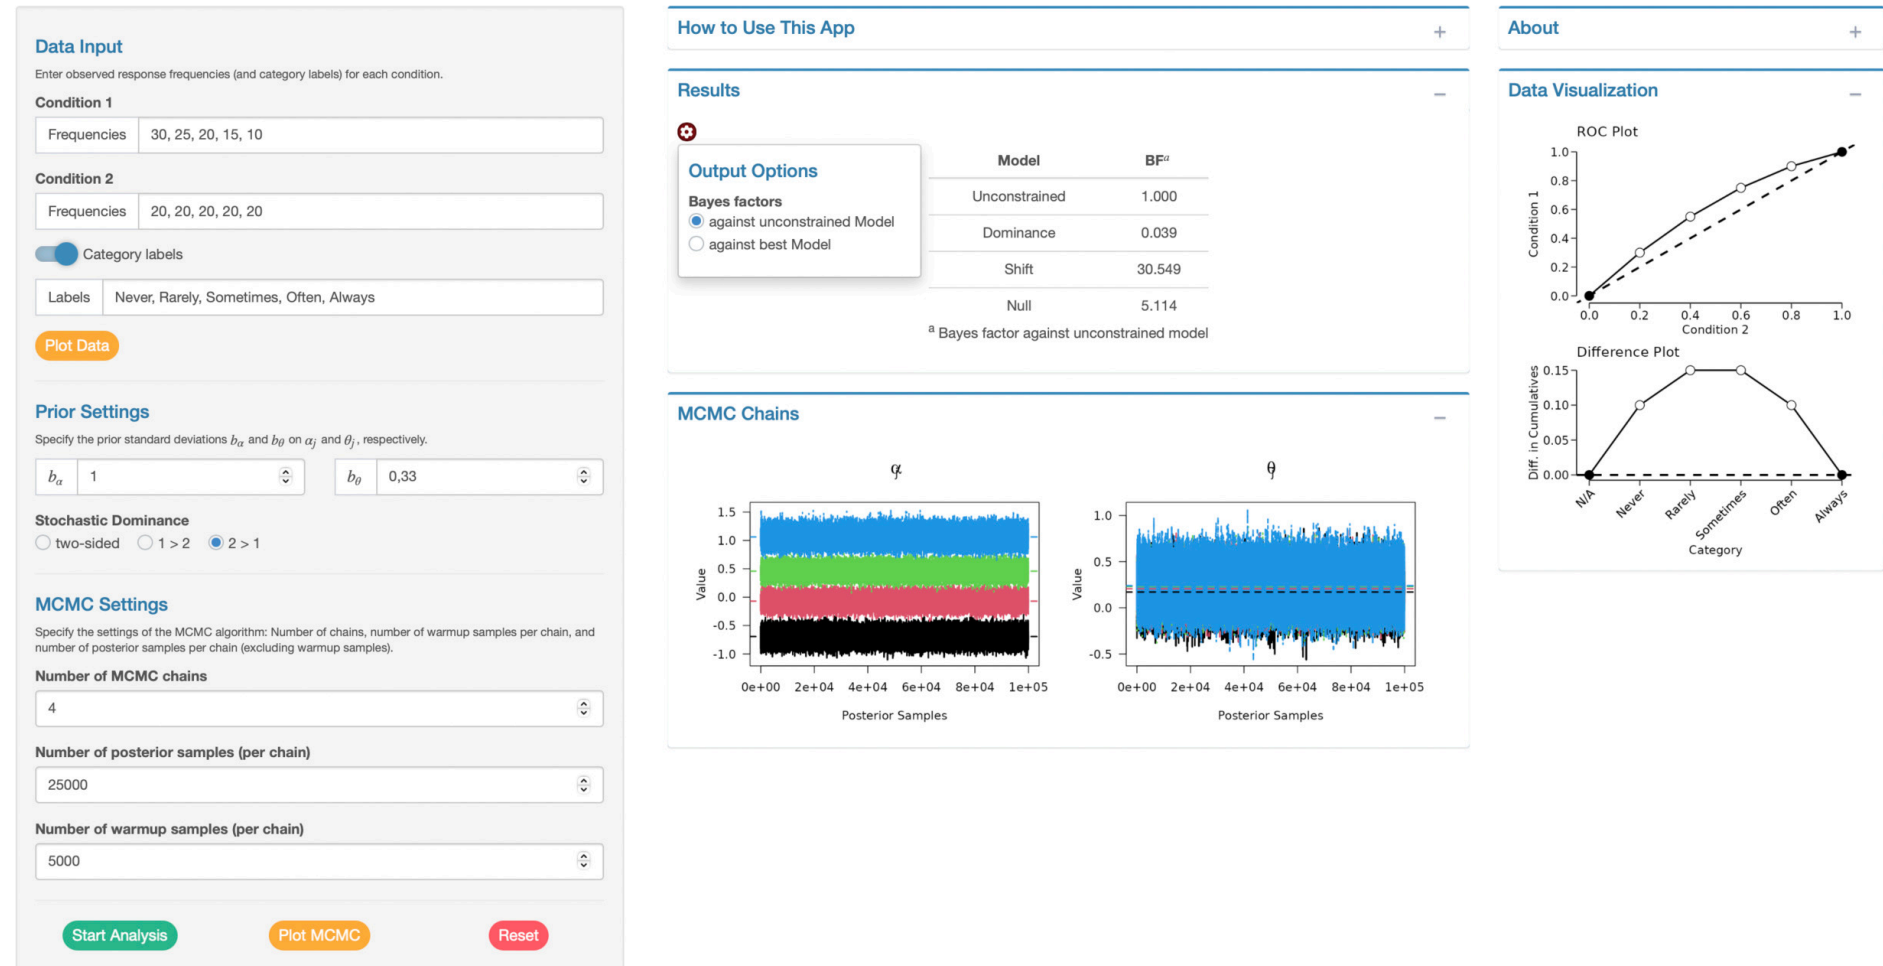 Data Input
Enter observed response frequencies (and category labels) for each condition.
Condition 1
Frequencies 30, 25, 20, 15, 10
Condition 2
Frequencies 20, 20, 20, 20, 20
Category labels
Labels Never, Rarely, Sometimes, Often, Always
Plot Data
Prior Settings
Specify the prior standard deviations bα and bθ on αj and θj, respectively.
bα 1 bθ 0,33
Stochastic Dominance
two-sided 1 > 2 2 > 1
MCMC Settings
Specify the settings of the MCMC algorithm: Number of chains, number of warmup samples per chain, and
number of posterior samples per chain (excluding warmup samples).
Number of MCMC chains
4
Number of posterior samples (per chain)
25000
Number of warmup samples (per chain)
5000
Start Analysis Plot MCMC Reset
How to Use This App +
Results −
Output Options
Bayes factors
against unconstrained Model
against best Model
Model BFa
Unconstrained 1.000
Dominance 0.039
Shift 30.549
Null 5.114
a Bayes factor against unconstrained model
MCMC Chains −
αj
Value
1.5
1.0
0.5
0.0
-0.5
-1.0
0e+00 2e+04 4e+04 6e+04 8e+04 1e+05
Posterior Samples
θj
Value
1.0
0.5
0.0
-0.5
0e+00 2e+04 4e+04 6e+04 8e+04 1e+05
Posterior Samples
About +
Data Visualization −
ROC Plot
Condition 1
1.0
0.8
0.6
0.4
0.2
0.0
0.0 0.2 0.4 0.6 0.8 1.0
Condition 2
Difference Plot
Diff. in Cumulatives
0.15
0.10
0.05
0.00
N/A Never Rarely Sometimes Often Always
Category